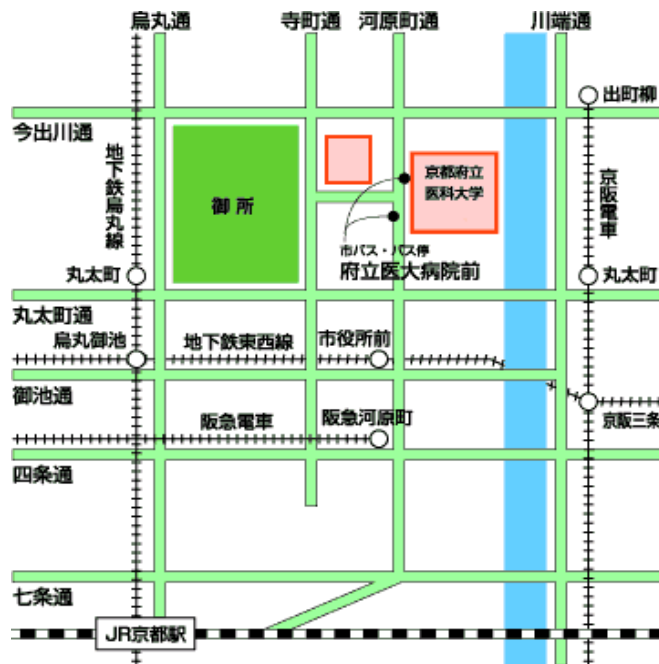 烏丸通
寺町通
河原町通
川端通
出町柳
今出川通
地下鉄烏丸線
御所
京都府立
医科大学
京阪電車
市バス・バス停
府立医大病院前
丸太町
丸太町
丸太町通
烏丸御池
地下鉄東西線
市役所前
御池通
阪急電車
阪急河原町
京阪三条
四条通
七条通
JR京都駅